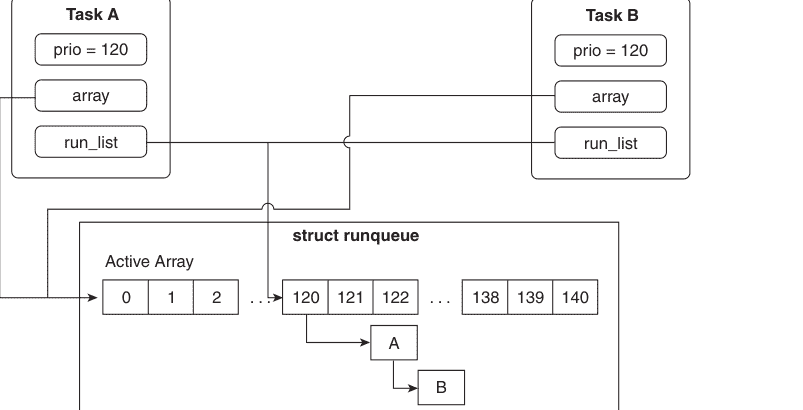 Task A
prio = 120
array
run_list
Task B
prio = 120
array
run_list
struct runqueue
Active Array
0 1 2 ... 120 121 122 ... 138 139 140
A
B